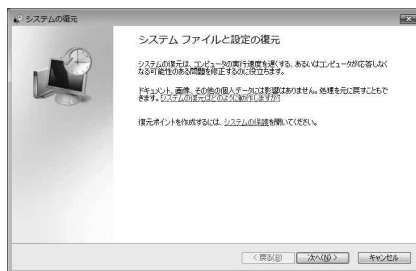 システムの復元
システム ファイルと設定の復元
システムの復元は、コンピュータの実行速度を遅くする、あるいはコンピュータが応答しなく
なる可能性のある問題を修正するのに役立ちます。
ドキュメント、画像、その他の個人データには影響はありません。処理を元に戻すこともで
きます。システムの復元はどのように動作しますか?
復元ポイントを作成するには、システムの保護を開いてください。
< 戻る(B)
次へ(N) >
キャンセル